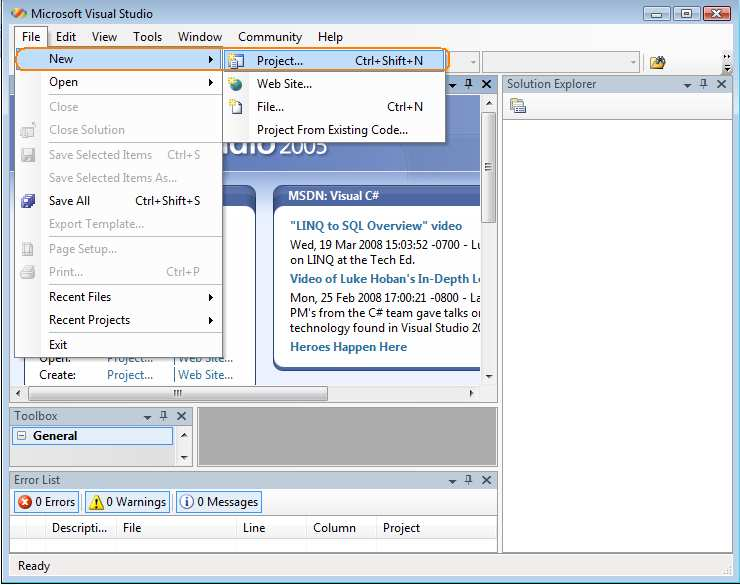 Microsoft Visual Studio
File Edit View Tools Window Community Help
New
Project... Ctrl+Shift+N
Open
Web Site...
Close
File... Ctrl+N
Close Solution
Project From Existing Code...
Save Selected Items Ctrl+S
Save Selected Items As...
Save All Ctrl+Shift+S
Export Template...
Page Setup...
Print... Ctrl+P
Recent Files
Recent Projects
Exit
2005
MSDN: Visual C#
"LINQ to SQL Overview" video
Wed, 19 Mar 2008 15:03:52 -0700 - Lu
on LINQ at the Tech Ed.
Video of Luke Hoban's In-Depth Le
Mon, 25 Feb 2008 17:00:21 -0800 - La
PM's from the C# team gave talks or
technology found in Visual Studio 20
Heroes Happen Here
Open: Project... Web Site...
Create: Project... Web Site...
Solution Explorer
Toolbox
General
Error List
0 Errors 0 Warnings 0 Messages
Descripti... File Line Column Project
Ready